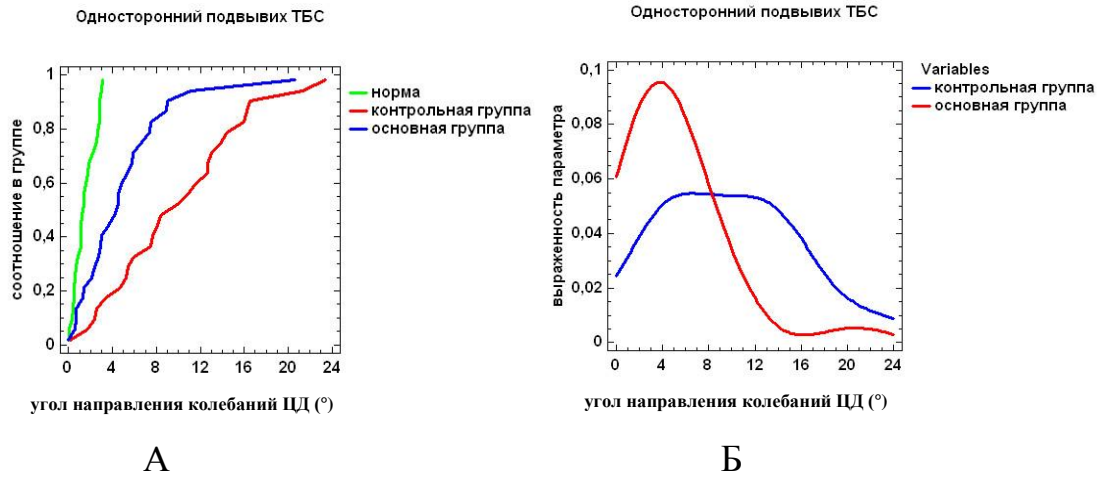 Односторонний подвывих ТБС
соотношение в группе
1
0,8
0,6
0,4
0,2
0
0 4 8 12 16 20 24
угол направления колебаний ЦД (°)
норма
контрольная группа
основная группа
А
Односторонний подвывих ТБС
выраженность параметра
0,1
0,08
0,06
0,04
0,02
0
0 4 8 12 16 20 24
угол направления колебаний ЦД (°)
Variables
контрольная группа
основная группа
Б